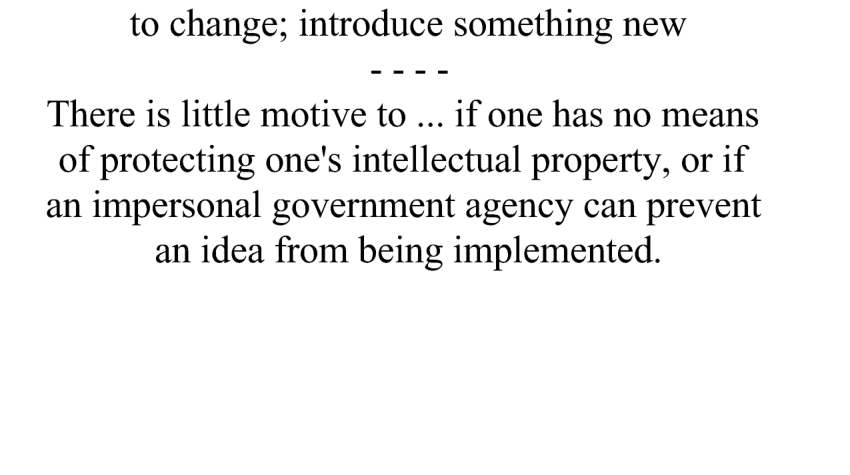 to change; introduce something new
- - - -
There is little motive to ... if one has no means
of protecting one's intellectual property, or if
an impersonal government agency can prevent
an idea from being implemented.